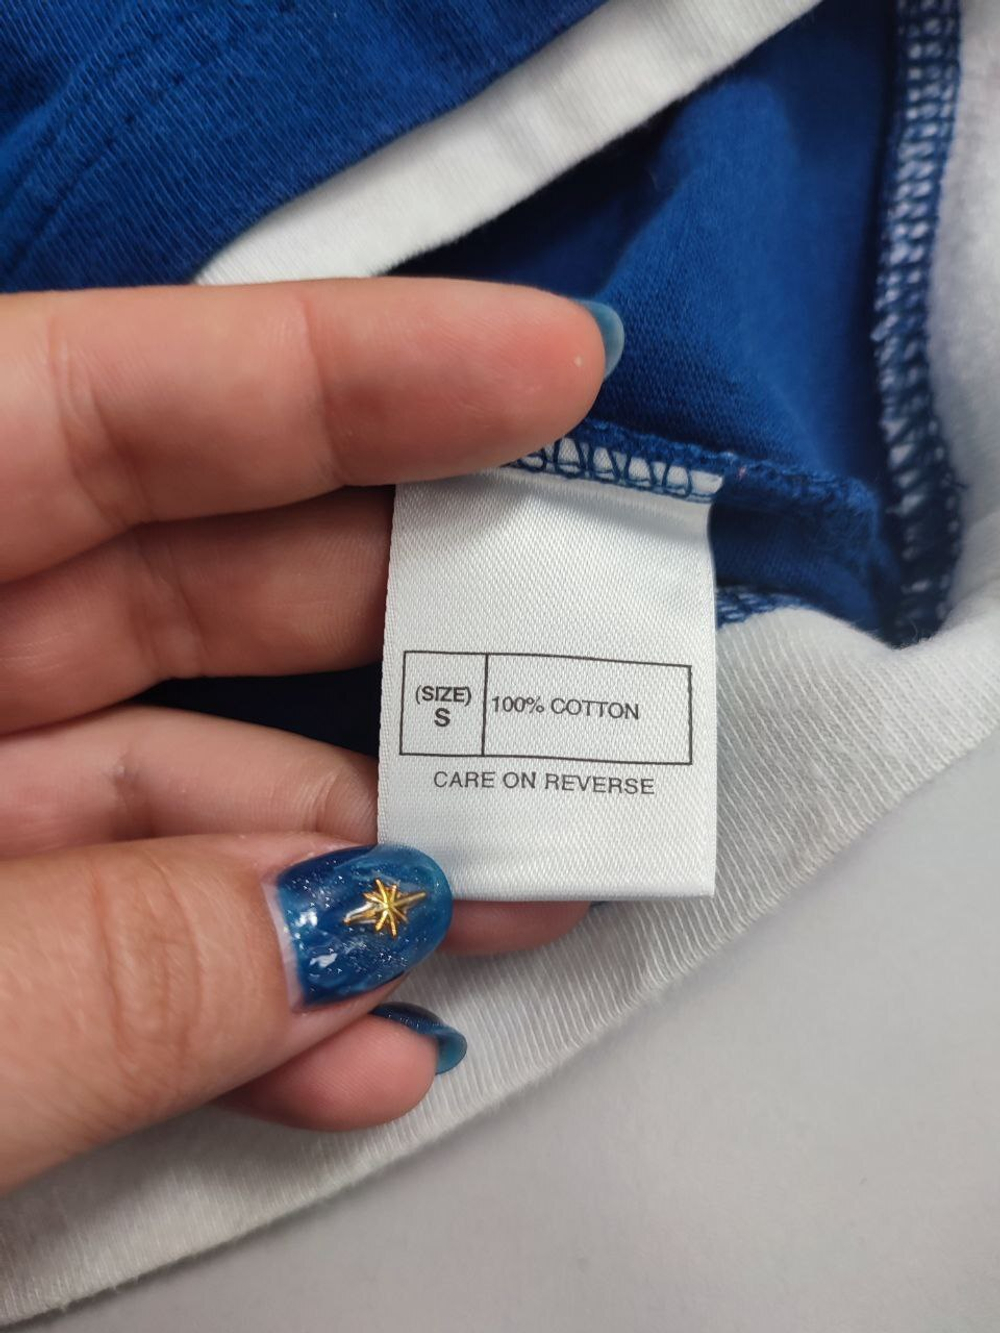 (SIZE)
S
100% COTTON
CARE ON REVERSE